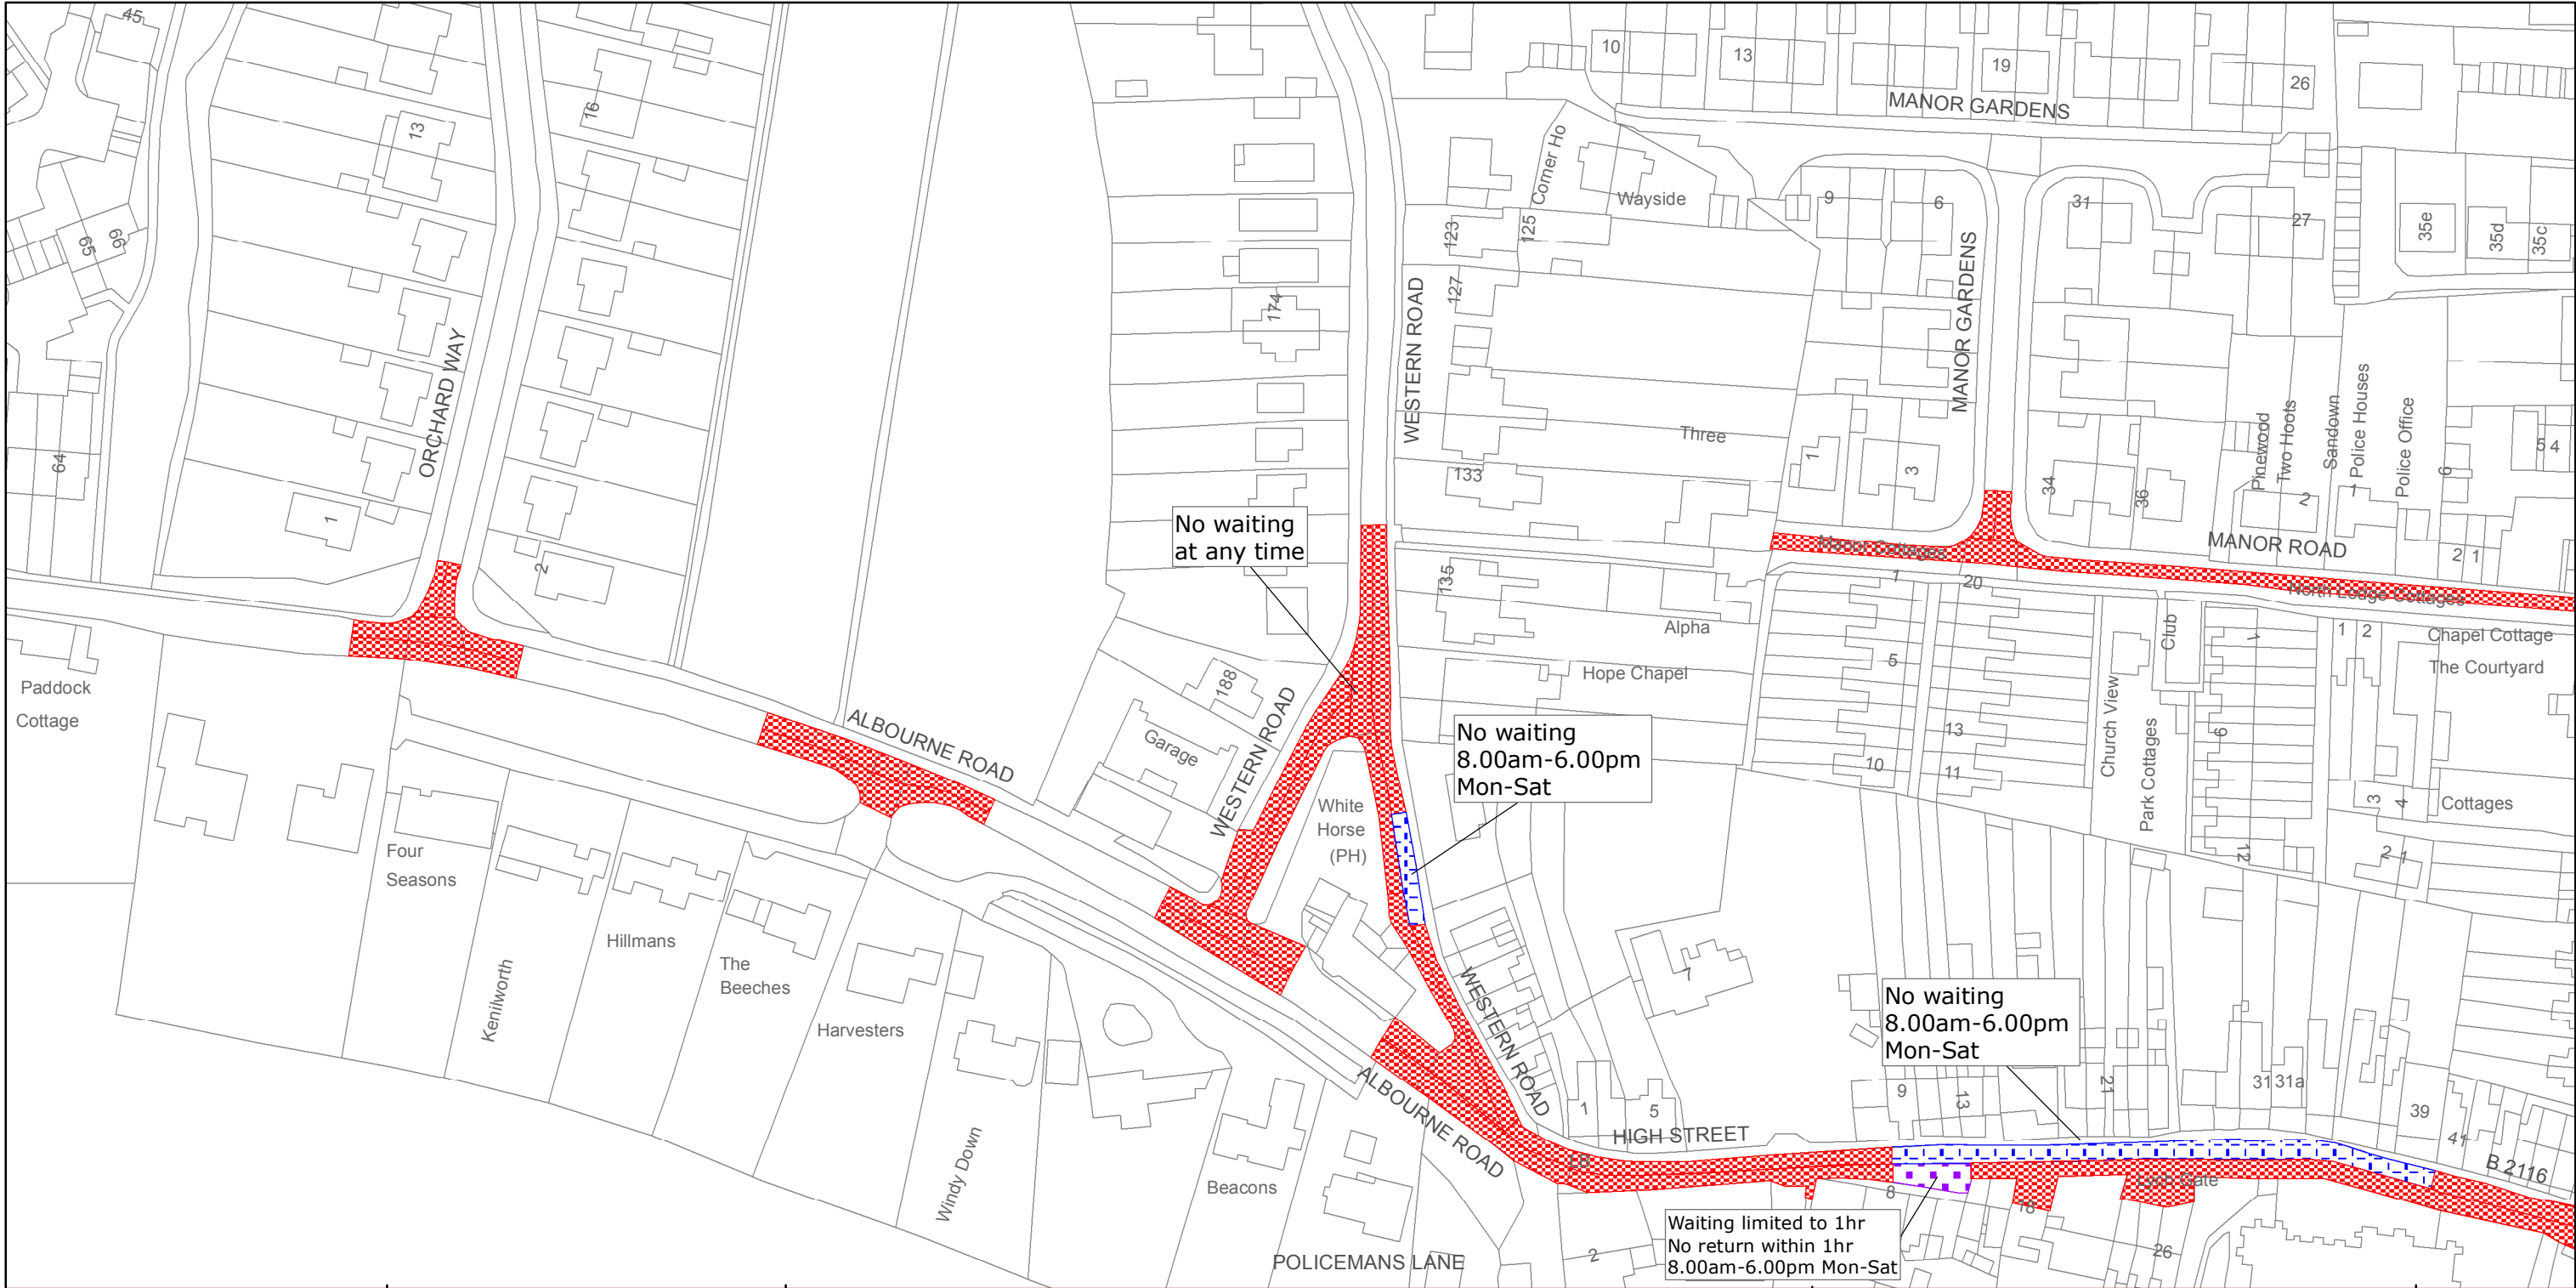 45
10
13
19
26
MANOR GARDENS
16
13
Corner Ho
Wayside
9
6
31
27
35e
35d
35c
66
65
123
125
127
174
WESTERN ROAD
MANOR GARDENS
ORCHARD WAY
Three
1
3
34
36
Pinewood
Two Hoots
Sandown
Police Houses
Police Office
2
1
6
5
4
64
133
1
2
No waiting
at any time
Manor Cottages
MANOR ROAD
2
1
135
1
20
North Lodge Cottages
Alpha
Club
1
1
2
Chapel Cottage
The Courtyard
Paddock
Cottage
188
Hope Chapel
5
Church View
Park Cottages
9
ALBOURNE ROAD
Garage
WESTERN ROAD
No waiting
8.00am-6.00pm
Mon-Sat
13
10
11
White
Horse
(PH)
3
4
Cottages
12
2
1
Four
Seasons
Kenilworth
Hillmans
The
Beeches
Harvesters
7
WESTERN ROAD
No waiting
8.00am-6.00pm
Mon-Sat
ALBOURNE ROAD
1
5
9
13
21
31
31a
39
41
HIGH STREET
B 2116
Windy Down
Beacons
LB
8
Lych Gate
18
26
Waiting limited to 1hr
No return within 1hr
8.00am-6.00pm Mon-Sat
2
POLICEMANS LANE